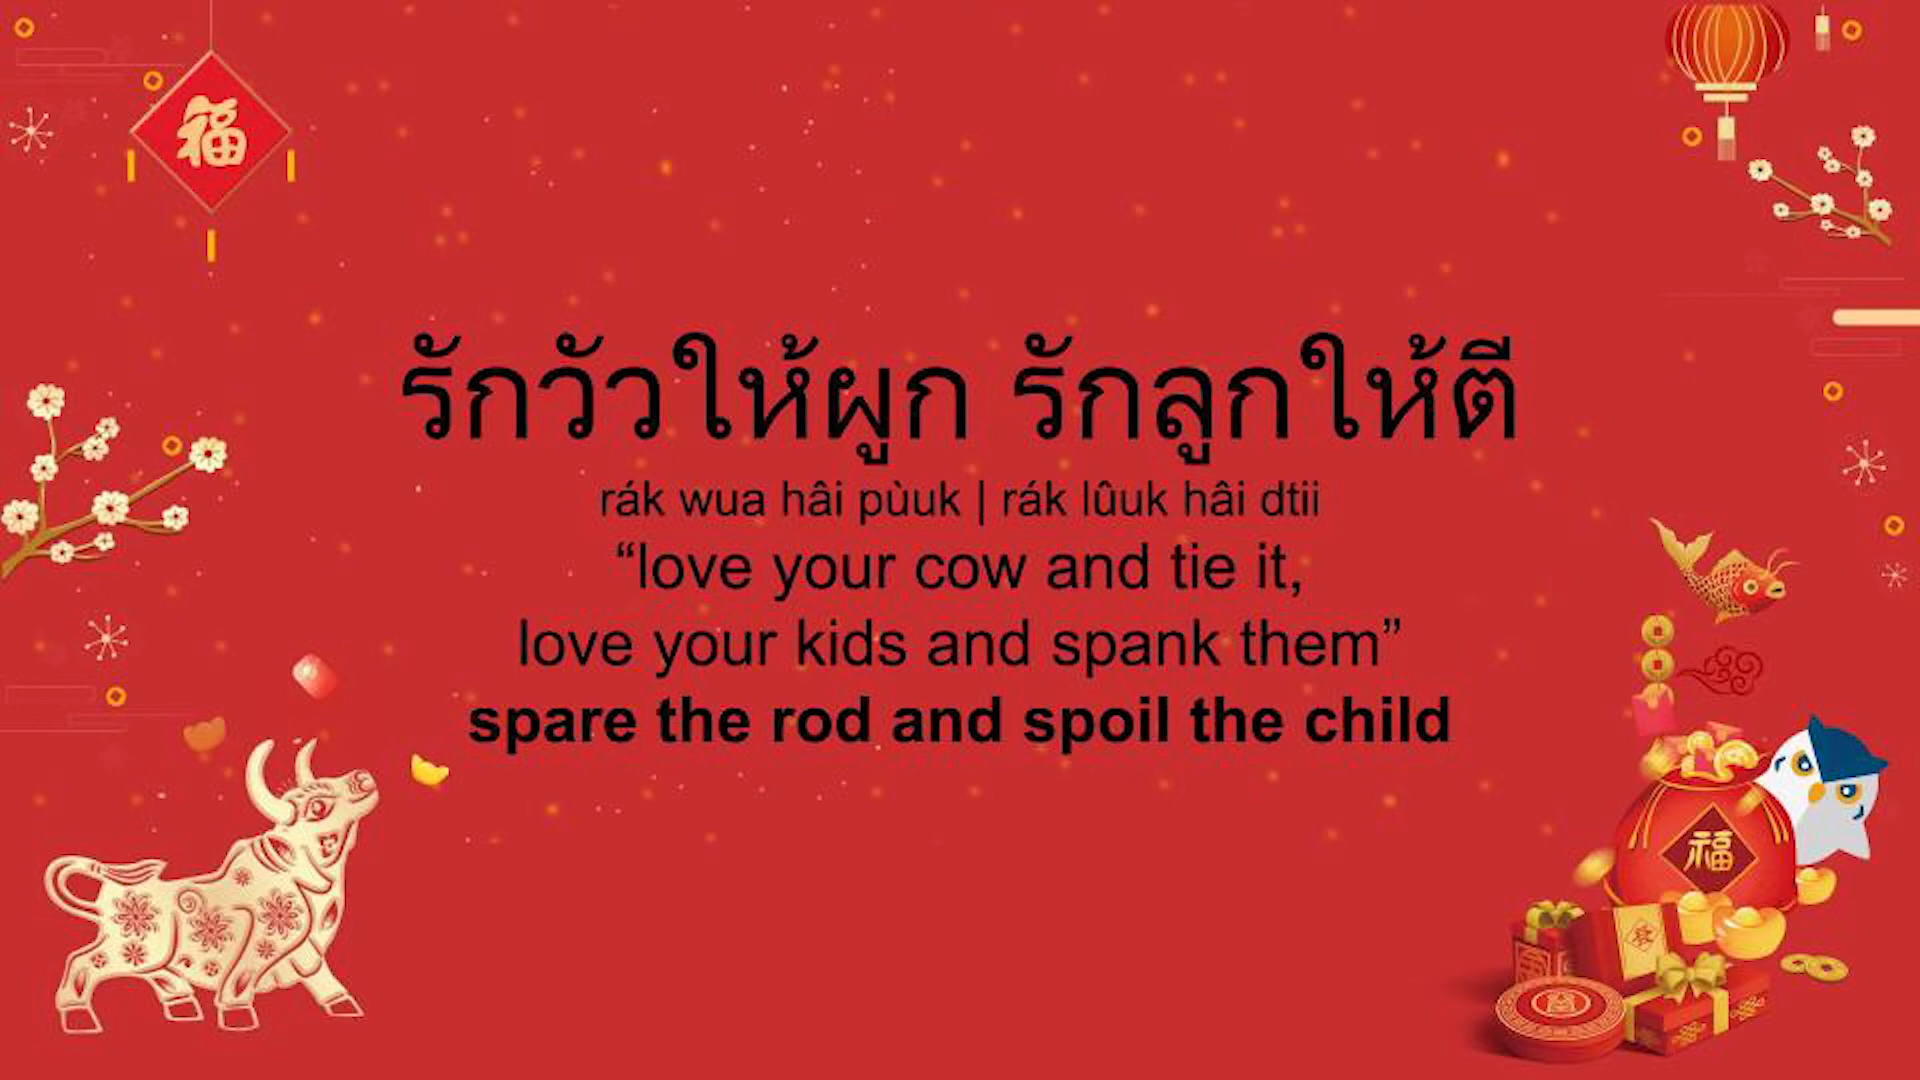 福
รักวัวให้ผูก รักลูกให้ตี
rák wua hâi pùuk | rák lûuk hâi dtii
“love your cow and tie it,
love your kids and spank them”
spare the rod and spoil the child
福